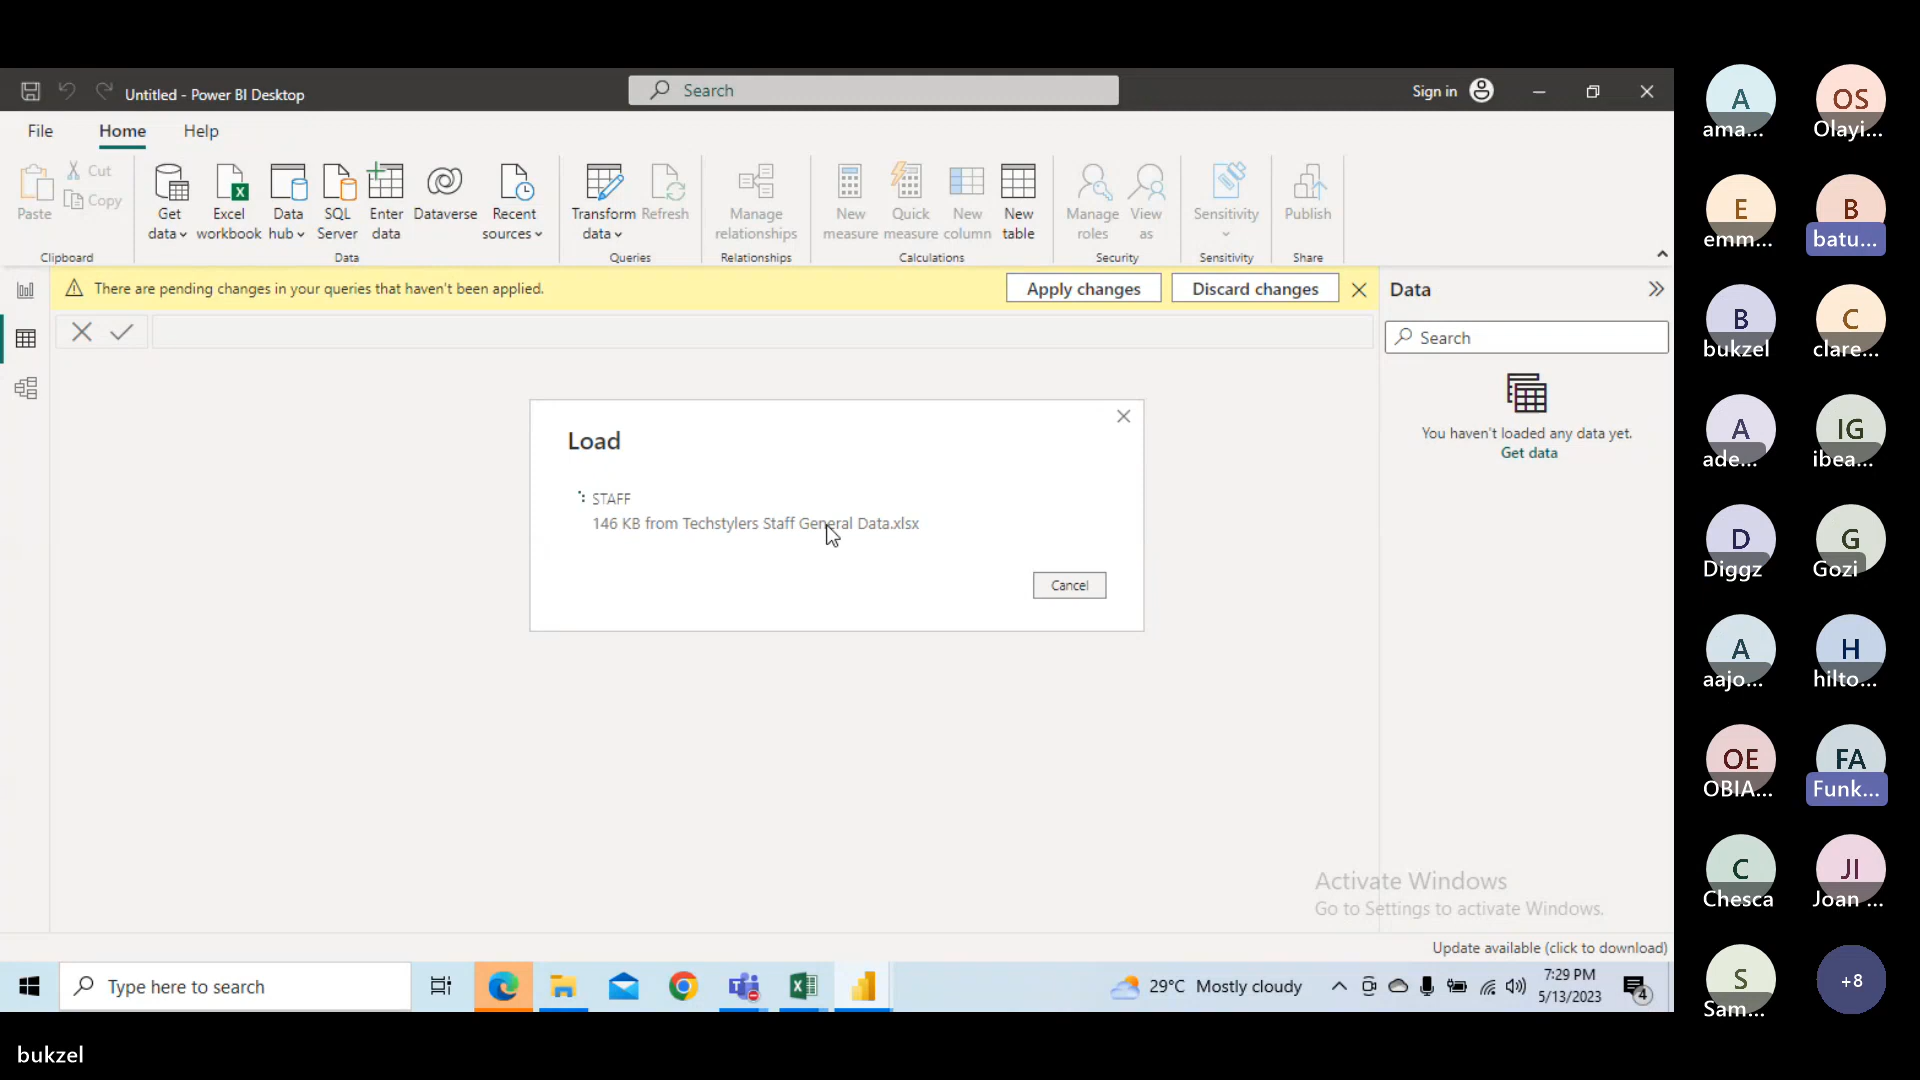 Untitled - Power BI Desktop
Search
Sign in
File
Home
Help
Paste
Cut
Copy
Clipboard
Get data
Excel workbook
Data hub
SQL Server
Enter data
Dataverse
Recent sources
Data
Transform data
Refresh
Queries
Manage relationships
Relationships
New measure
Quick measure
New column
New table
Calculations
Manage roles
View as
Security
Sensitivity
Sensitivity
Publish
Share
There are pending changes in your queries that haven't been applied.
Apply changes
Discard changes
Data
Search
You haven't loaded any data yet.
Get data
Load
STAFF
146 KB from Techstylers Staff General Data.xlsx
Cancel
Activate Windows
Go to Settings to activate Windows.
Update available (click to download)
Type here to search
29°C Mostly cloudy
7:29 PM
5/13/2023
4
A
ama...
OS
Olayi...
E
emm...
B
batu...
B
bukzel
C
clare...
A
ade...
IG
ibea...
D
Diggz
G
Gozi
A
aajo...
H
hilto...
OE
OBIA...
FA
Funk...
C
Chesca
JI
Joan ...
S
Sam...
+8
bukzel